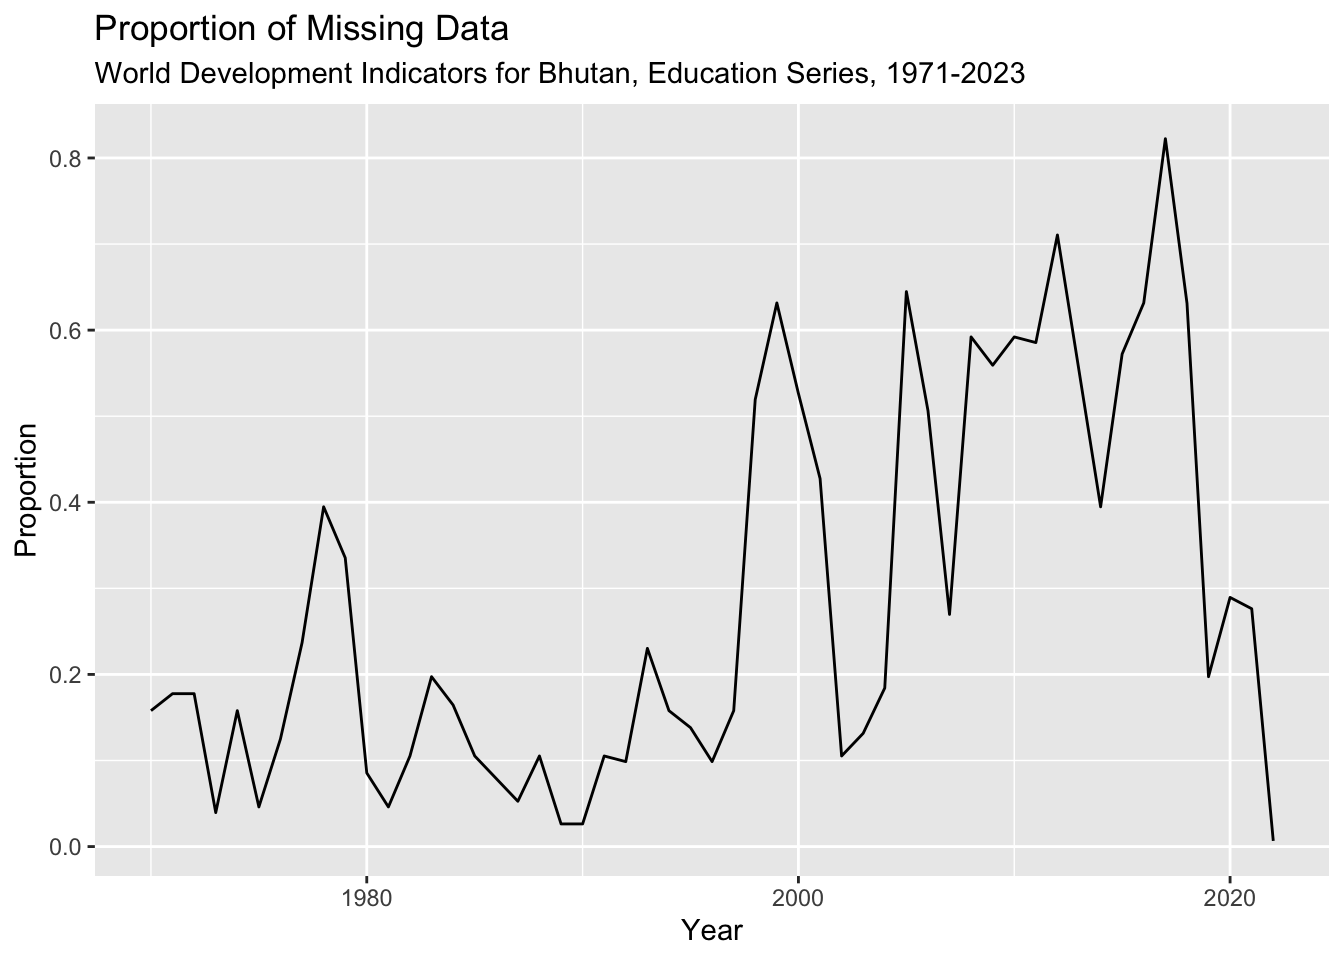 Proportion of Missing Data
World Development Indicators for Bhutan, Education Series, 1971-2023
0.8
0.6
0.4
0.2
0.0
Proportion
1980 2000 2020
Year